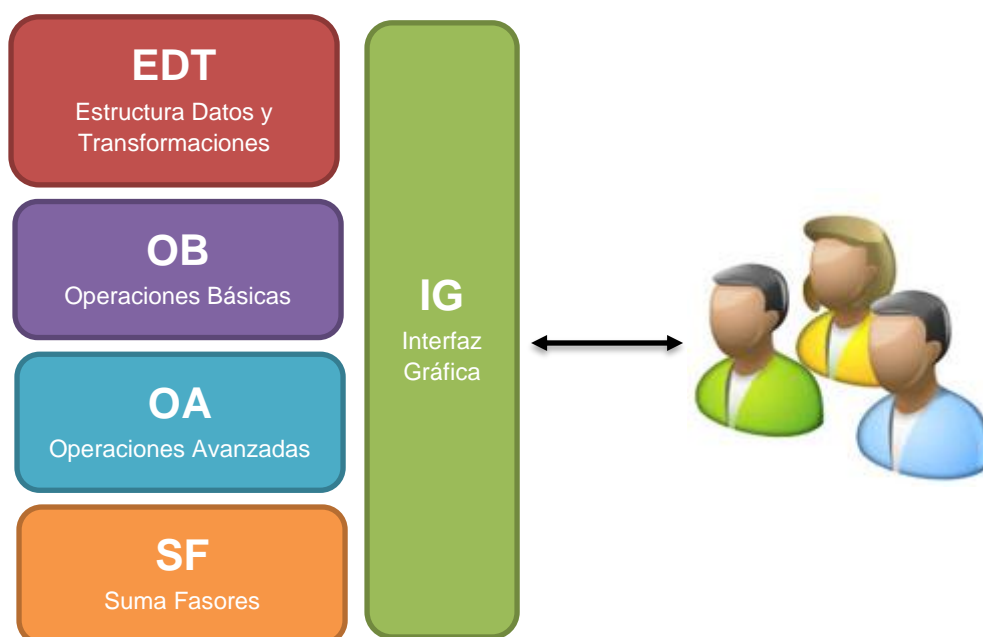 EDT
Estructura Datos y
Transformaciones
OB
Operaciones Básicas
OA
Operaciones Avanzadas
SF
Suma Fasores
IG
Interfaz
Gráfica